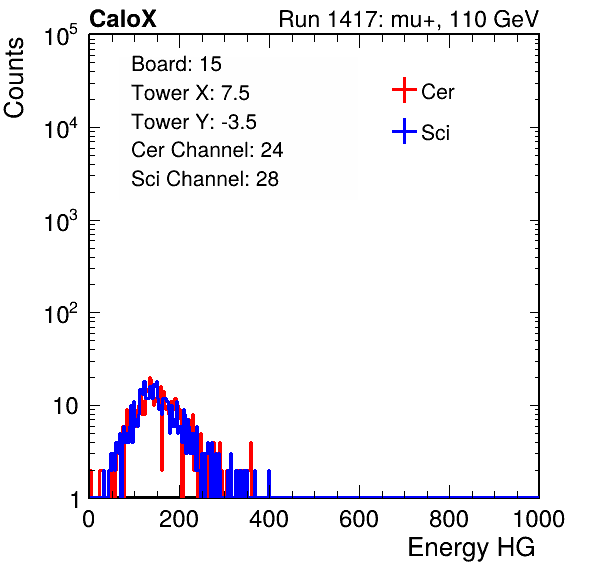 CaloX Run 1417: mu+, 110 GeV
Counts
10^5
10^4
10^3
10^2
10
1
Board: 15
Tower X: 7.5
Tower Y: -3.5
Cer Channel: 24
Sci Channel: 28
Cer
Sci
0 200 400 600 800 1000
Energy HG